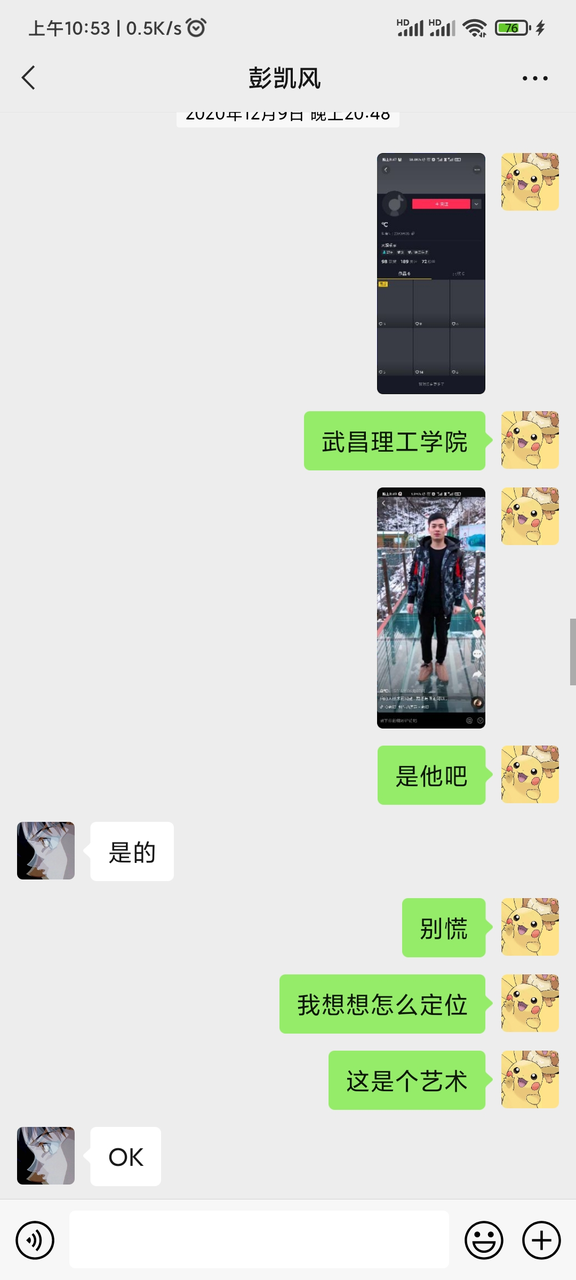 上午10:53 | 0.5K/s
HD HD 76
彭凯风
2020年12月9日 晚上20:48
武昌理工学院
是他吧
是的
别慌
我想想怎么定位
这是个艺术
OK